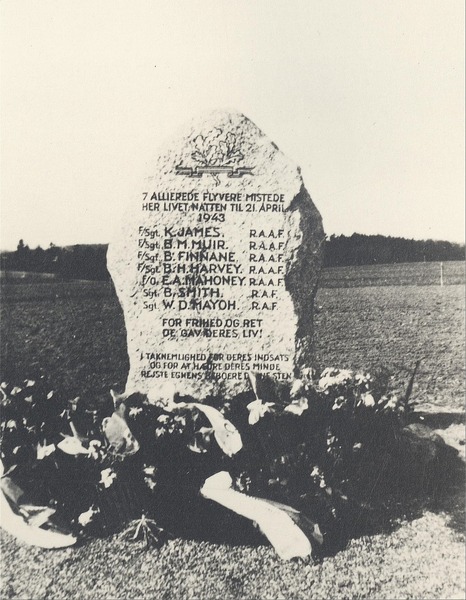 7 ALLIEREDE FLYVERE MISTEDE
HER LIVET NATTEN TIL 21. APRIL
1943
F/Sgt. K. JAMES. R.A.A.F.
F/Sgt. B. M. MUIR. R.A.A.F.
F/Sgt. B. FINNANE. R.A.A.F.
F/Sgt. B. H. HARVEY. R.A.A.F.
F/O. E. A. MAHONEY. R.A.A.F.
Sgt. B. SMITH. R.A.F.
Sgt. W. D. MAYOH. R.A.F.
FOR FRIHED OG RET
DE GAV DERES LIV!
I TAKNEMLIGHED FOR DERES INDSATS
OG FOR AT HÆDRE DERES MINDE
REJSTE EGNENS BEBOERE STEN